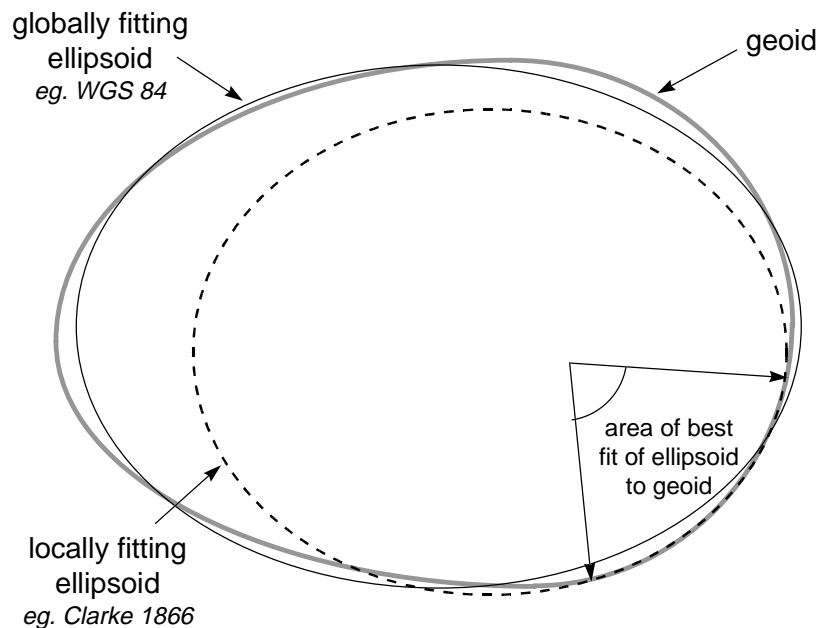 globally fitting
ellipsoid
eg. WGS 84
geoid
area of best
fit of ellipsoid
to geoid
locally fitting
ellipsoid
eg. Clarke 1866